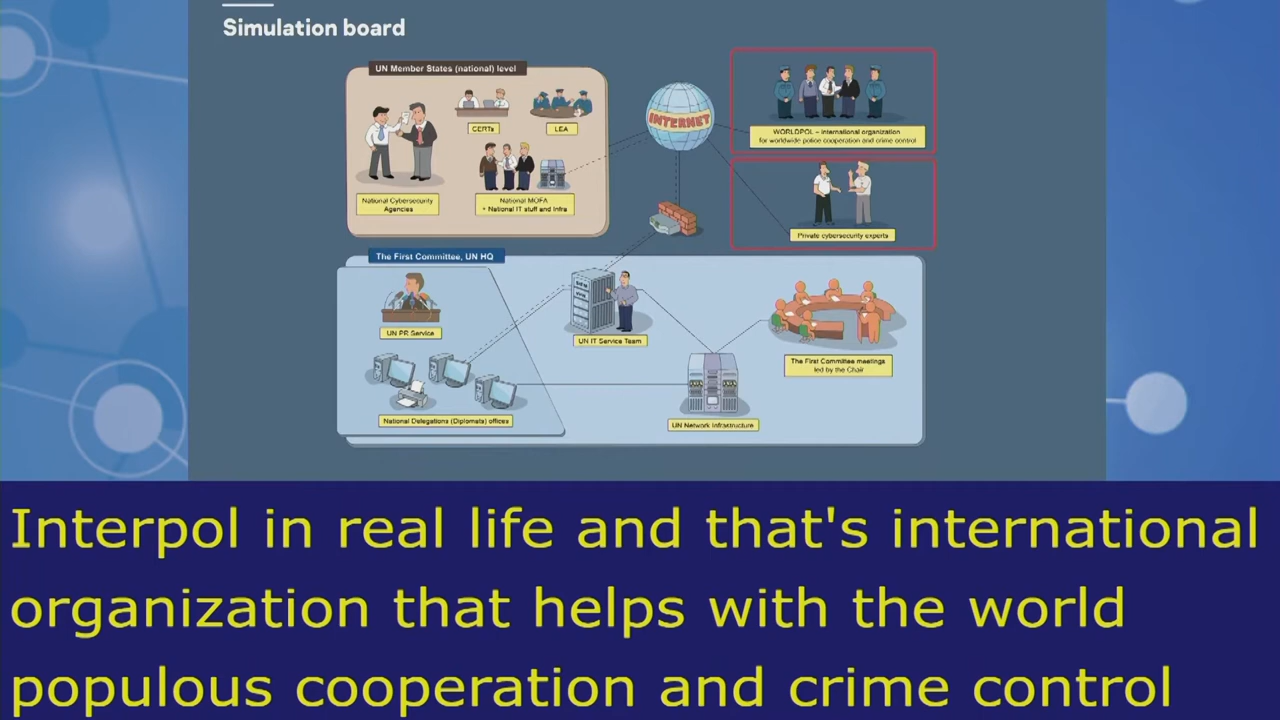 Simulation board
UN Member States (national) level
CERTs
LEA
National Cybersecurity
Agencies
National MOFA
+ National IT stuff and Infra
INTERNET
WORLDPOL – international organization
for worldwide police cooperation and crime control
Private cybersecurity experts
The First Committee, UN HQ
UN PR Service
National Delegations (Diplomats) offices
UN IT Service Team
UN Network Infrastructure
The First Committee meetings
led by the Chair
Interpol in real life and that's international
organization that helps with the world
populous cooperation and crime control